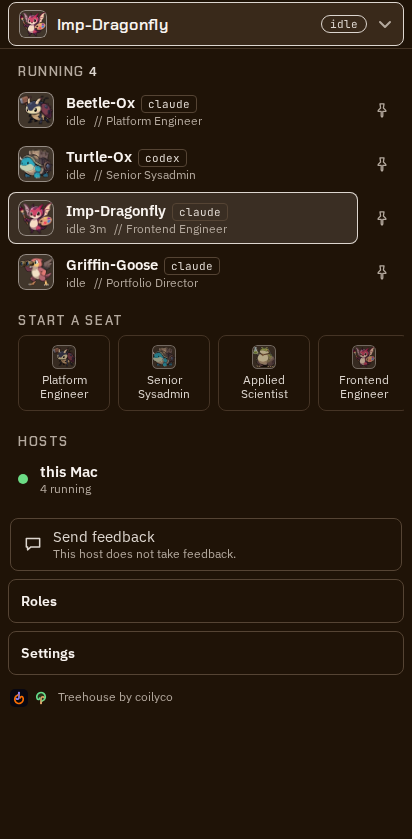 Imp-Dragonfly idle
RUNNING 4
Beetle-Ox claude
idle // Platform Engineer
Turtle-Ox codex
idle // Senior Sysadmin
Imp-Dragonfly claude
idle 3m // Frontend Engineer
Griffin-Goose claude
idle // Portfolio Director
START A SEAT
Platform
Engineer
Senior
Sysadmin
Applied
Scientist
Frontend
Engineer
HOSTS
this Mac
4 running
Send feedback
This host does not take feedback.
Roles
Settings
Treehouse by coilyco